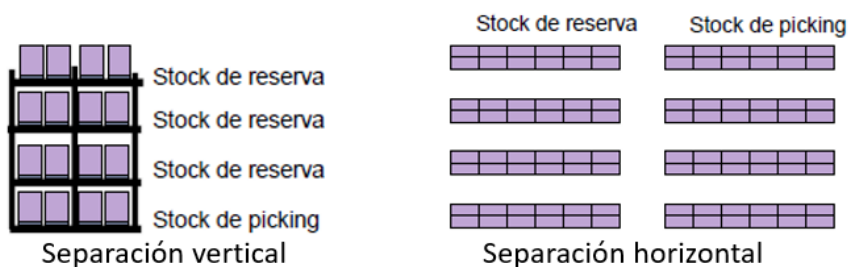 Stock de reserva
Stock de reserva
Stock de reserva
Stock de picking
Separación vertical
Stock de reserva
Stock de picking
Separación horizontal